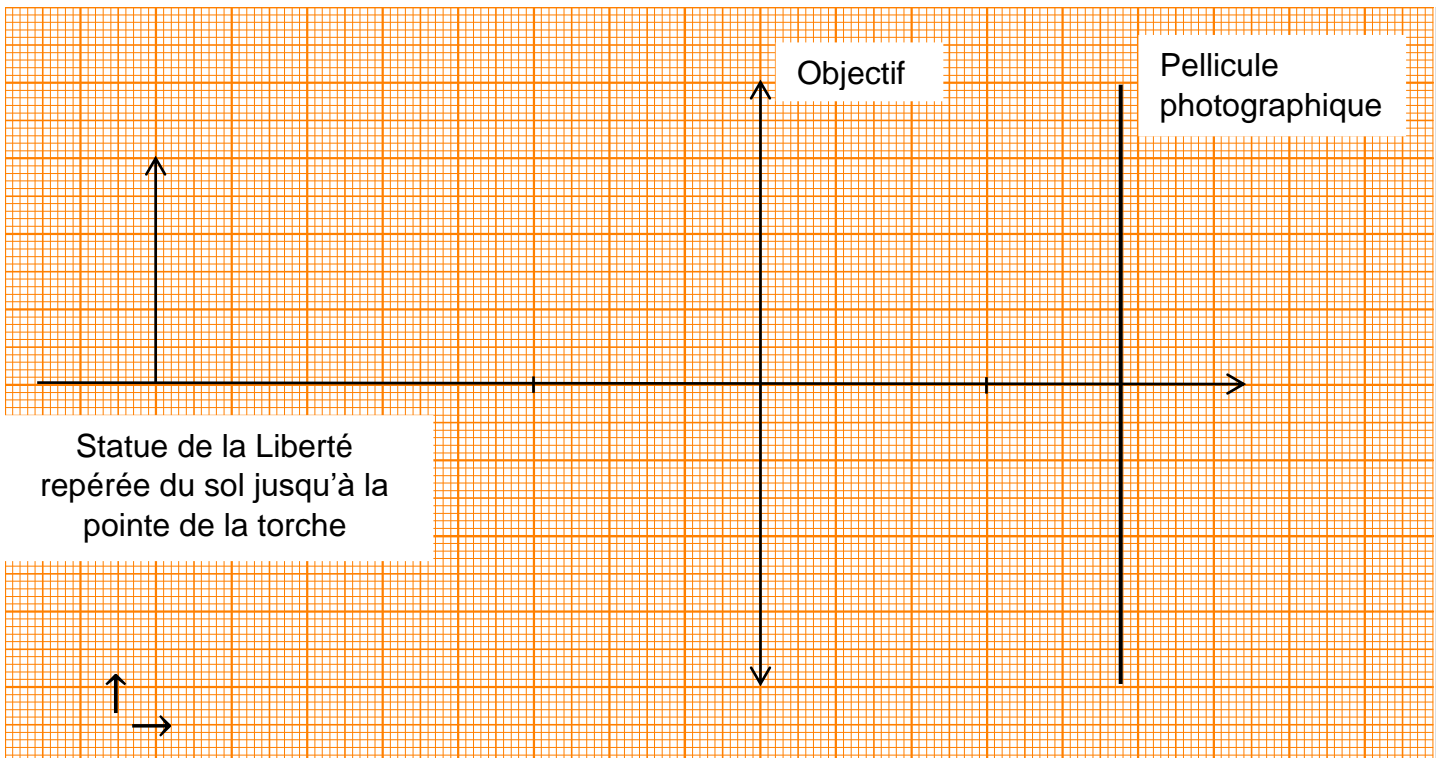 Objectif
Pellicule
photographique
Statue de la Liberté
repérée du sol jusqu'à la
pointe de la torche